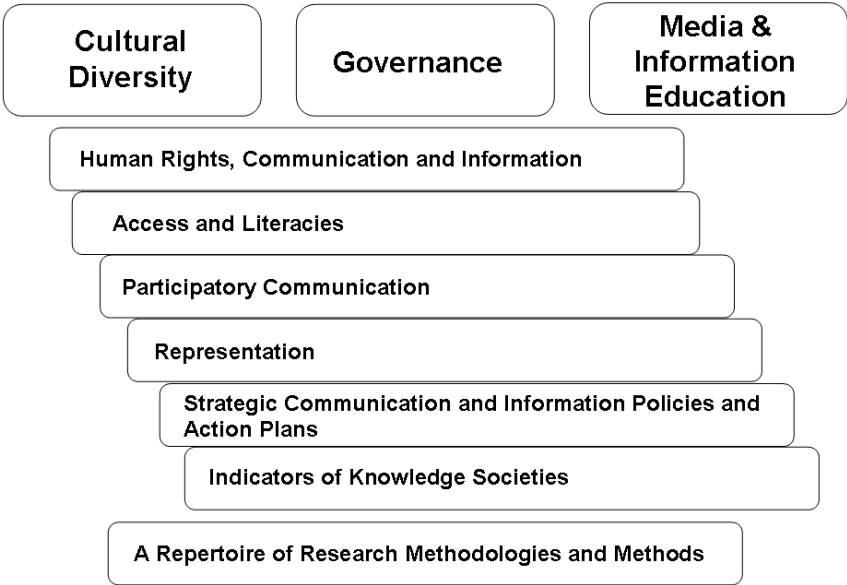 Cultural
Diversity
Governance
Media &
Information
Education
Human Rights, Communication and Information
Access and Literacies
Participatory Communication
Representation
Strategic Communication and Information Policies and
Action Plans
Indicators of Knowledge Societies
A Repertoire of Research Methodologies and Methods